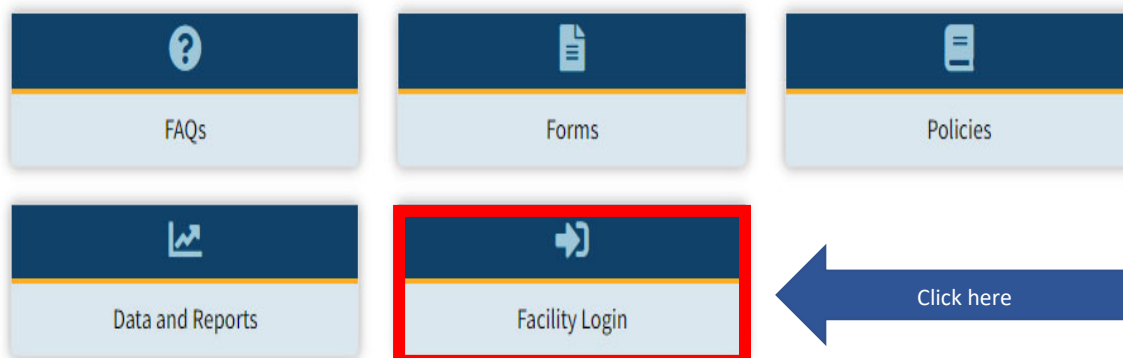 FAQs
Forms
Policies
Data and Reports
Facility Login
Click here